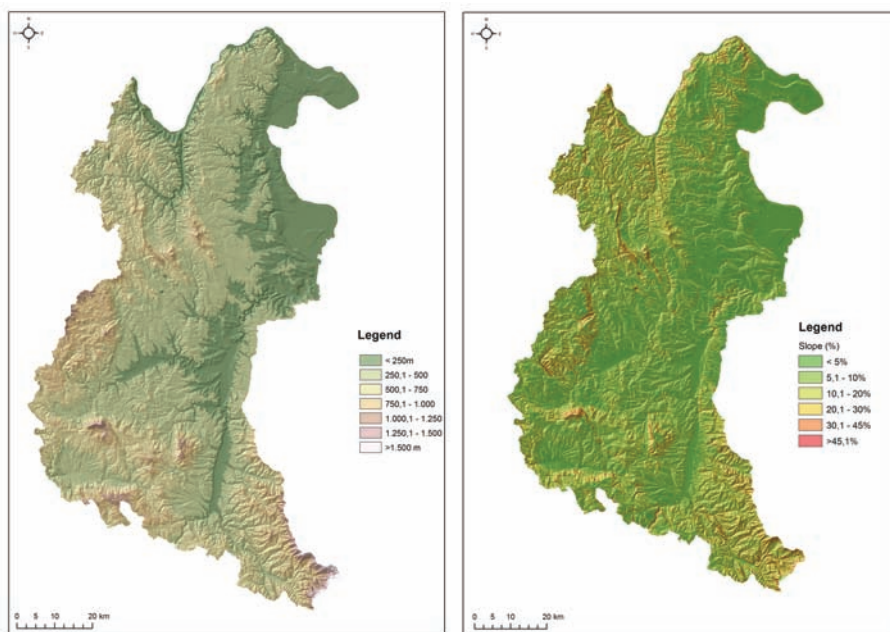 N
E
S
Legend
< 250m
250,1 - 500
500,1 - 750
750,1 - 1.000
1.000,1 - 1.250
1.250,1 - 1.500
>1.500 m
0 5 10 20 km
N
E
S
Legend
Slope (%)
< 5%
5,1 - 10%
10,1 - 20%
20,1 - 30%
30,1 - 45%
>45,1%
0 5 10 20 km